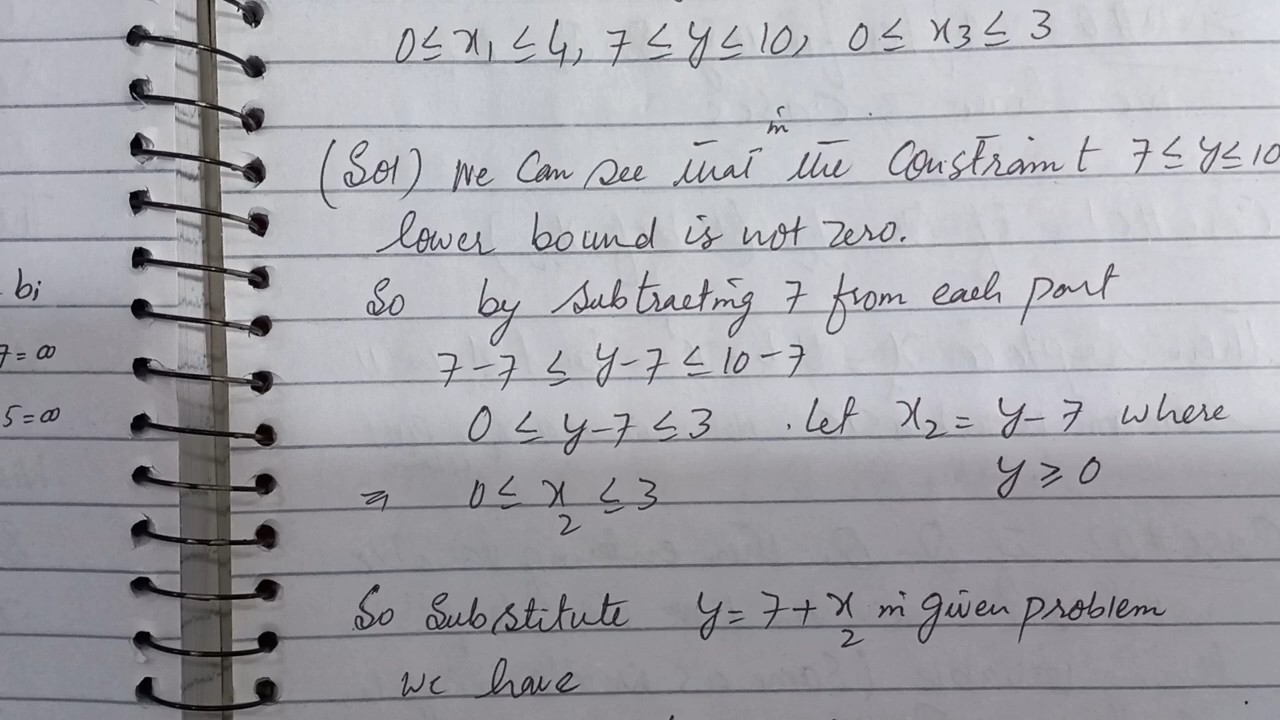 0 ≤ x₁ ≤ 4, 7 ≤ y ≤ 10, 0 ≤ x₃ ≤ 3
in
(Sol) We Can see that the Constraint 7 ≤ y ≤ 10
lower bound is not zero.
bi
So by subtracting 7 from each part
7 = ∞
7-7 ≤ y-7 ≤ 10-7
5 = ∞
0 ≤ y-7 ≤ 3 . Let x₂ = y-7 where
y ≥ 0
⇒ 0 ≤ x₂ ≤ 3
So Substitute y = 7 + x₂ in given problem
we have